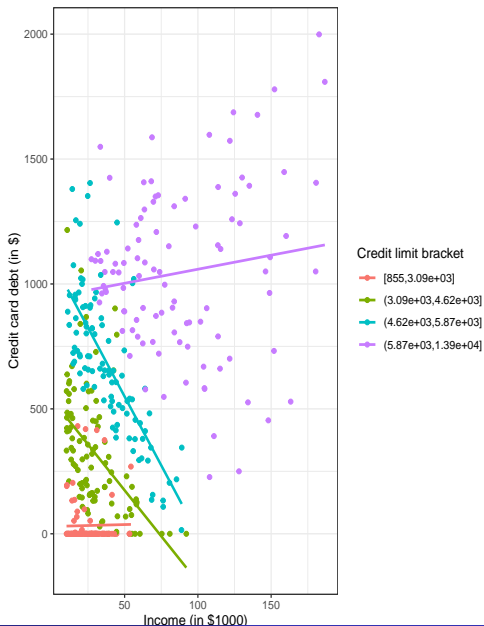 2000
1500
1000
500
0
Credit card debt (in $)
50
100
150
Income (in $1000)
Credit limit bracket
[855,3.09e+03]
(3.09e+03,4.62e+03]
(4.62e+03,5.87e+03]
(5.87e+03,1.39e+04]